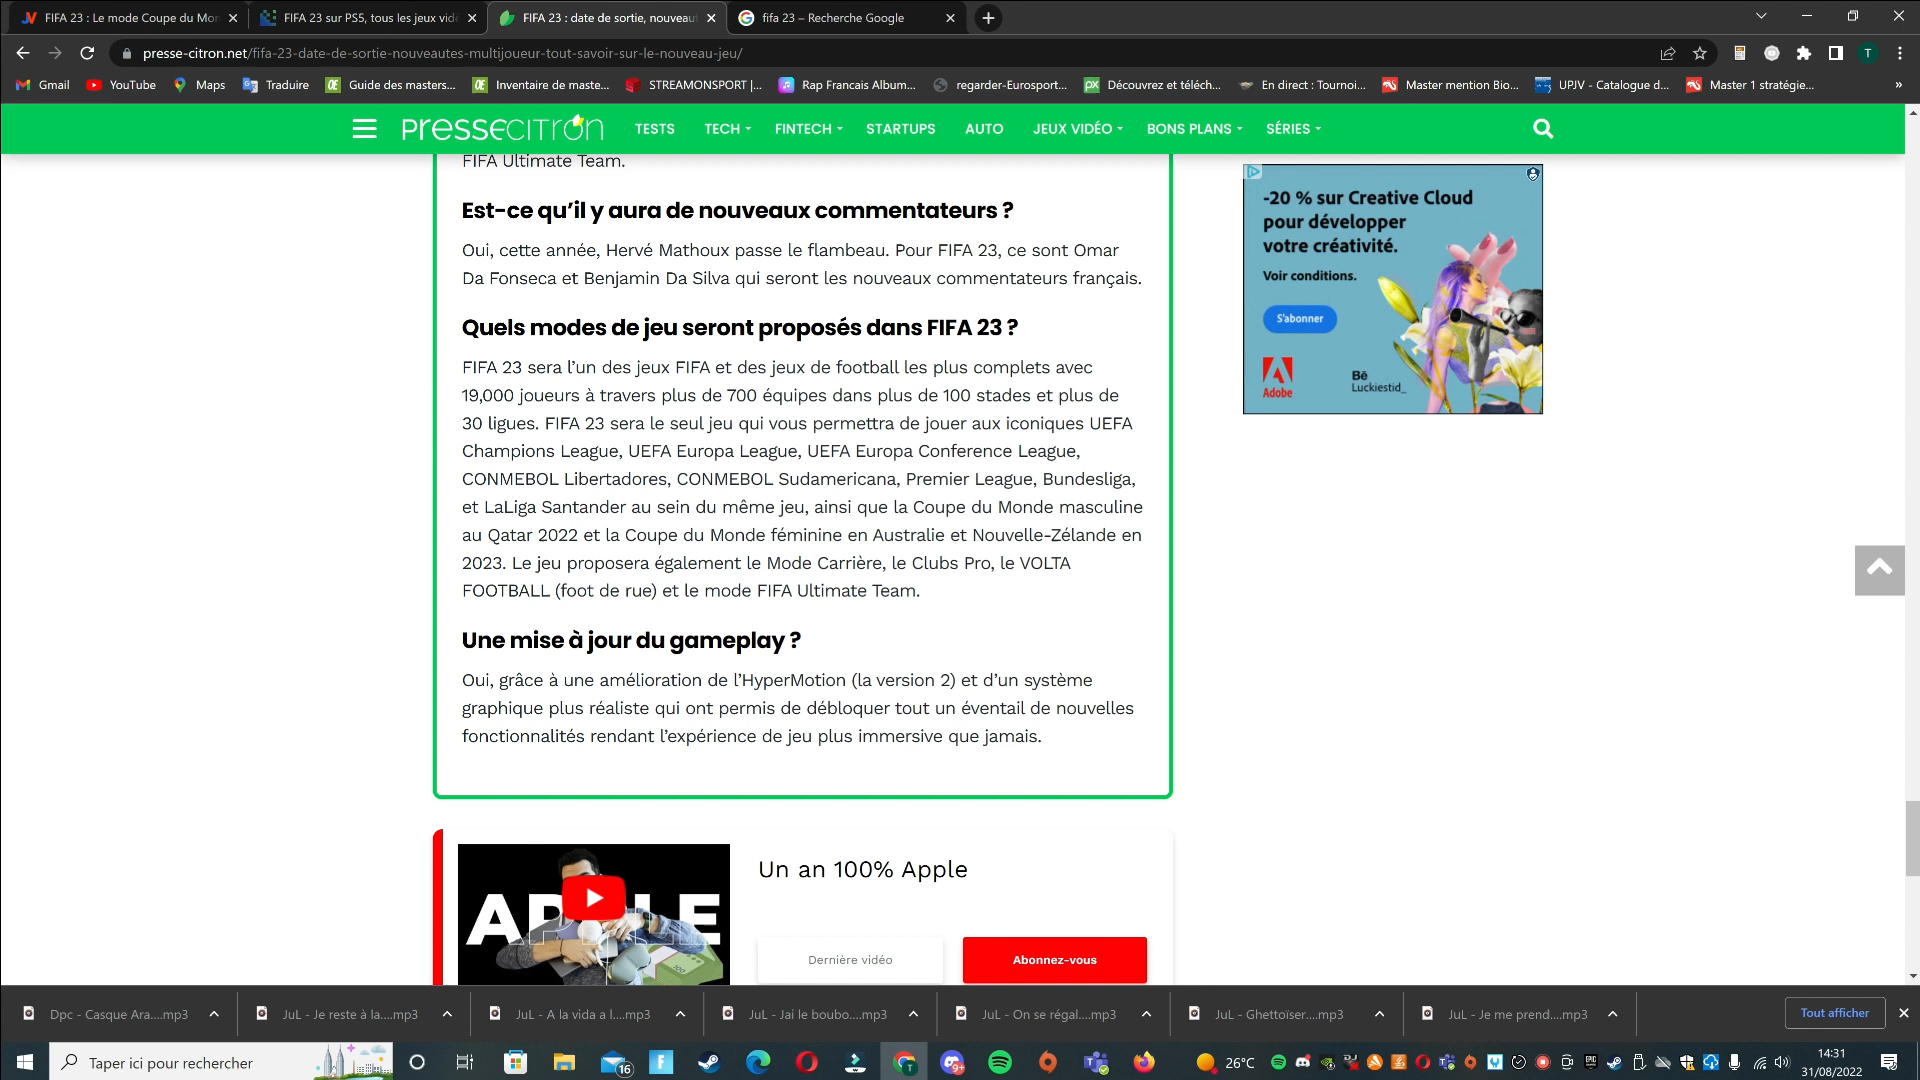 FIFA 23 : Le mode Coupe du Mon
FIFA 23 sur PS5, tous les jeux vid
FIFA 23 : date de sortie, nouveau
fifa 23 – Recherche Google
presse-citron.net/fifa-23-date-de-sortie-nouveautes-multijoueur-tout-savoir-sur-le-nouveau-jeu/
T
Gmail
YouTube
Maps
Traduire
Guide des masters...
Inventaire de maste...
STREAMONSPORT |...
Rap Francais Album...
regarder-Eurosport...
Découvrez et téléch...
En direct : Tournoi...
Master mention Bio...
UPJV - Catalogue d...
Master 1 stratégie...
»
PRESSECITRON
TESTS
TECH
FINTECH
STARTUPS
AUTO
JEUX VIDÉO
BONS PLANS
SÉRIES
FIFA Ultimate Team.
Est-ce qu’il y aura de nouveaux commentateurs ?
Oui, cette année, Hervé Mathoux passe le flambeau. Pour FIFA 23, ce sont Omar
Da Fonseca et Benjamin Da Silva qui seront les nouveaux commentateurs français.
Quels modes de jeu seront proposés dans FIFA 23 ?
FIFA 23 sera l’un des jeux FIFA et des jeux de football les plus complets avec
19,000 joueurs à travers plus de 700 équipes dans plus de 100 stades et plus de
30 ligues. FIFA 23 sera le seul jeu qui vous permettra de jouer aux iconiques UEFA
Champions League, UEFA Europa League, UEFA Europa Conference League,
CONMEBOL Libertadores, CONMEBOL Sudamericana, Premier League, Bundesliga,
et LaLiga Santander au sein du même jeu, ainsi que la Coupe du Monde masculine
au Qatar 2022 et la Coupe du Monde féminine en Australie et Nouvelle-Zélande en
2023. Le jeu proposera également le Mode Carrière, le Clubs Pro, le VOLTA
FOOTBALL (foot de rue) et le mode FIFA Ultimate Team.
Une mise à jour du gameplay ?
Oui, grâce à une amélioration de l’HyperMotion (la version 2) et d’un système
graphique plus réaliste qui ont permis de débloquer tout un éventail de nouvelles
fonctionnalités rendant l’expérience de jeu plus immersive que jamais.
-20 % sur Creative Cloud
pour développer
votre créativité.
Voir conditions.
S'abonner
Adobe
Bē
Luckiestid_
APPLE
Un an 100% Apple
Dernière vidéo
Abonnez-vous
Dpc - Casque Ara....mp3
JuL - Je reste à la....mp3
JuL - A la vida a l....mp3
JuL - Jai le boubo....mp3
JuL - On se régal....mp3
JuL - Ghettoïser....mp3
JuL - Je me prend....mp3
Tout afficher
Taper ici pour rechercher
16
9+
26°C
14:31
31/08/2022